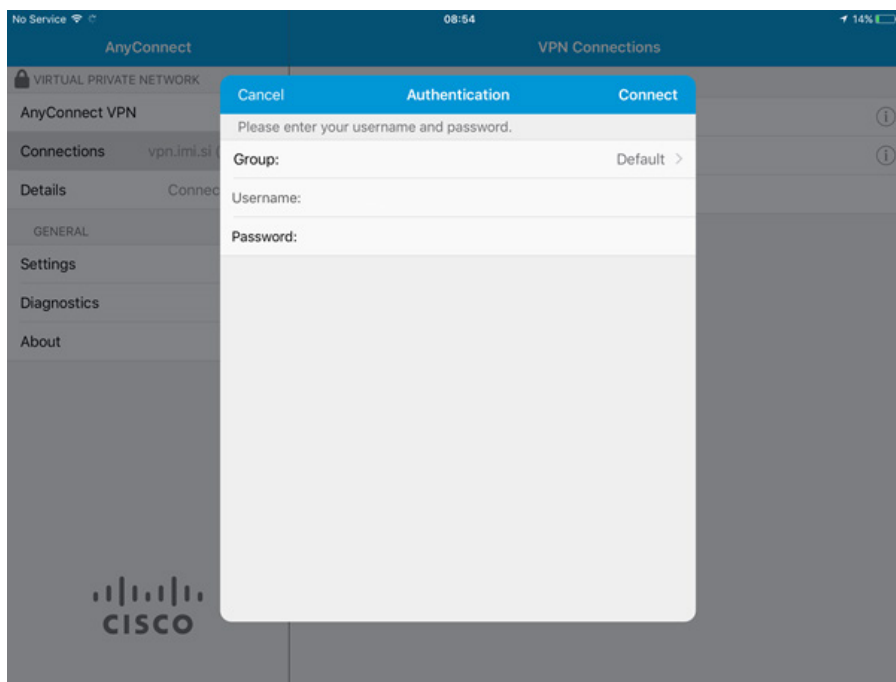 No Service 08:54 14%
AnyConnect VPN Connections
VIRTUAL PRIVATE NETWORK
AnyConnect VPN
Connections vpn.imi.si (
Details Connec
GENERAL
Settings
Diagnostics
About
CISCO
Cancel Authentication Connect
Please enter your username and password.
Group: Default
Username:
Password: